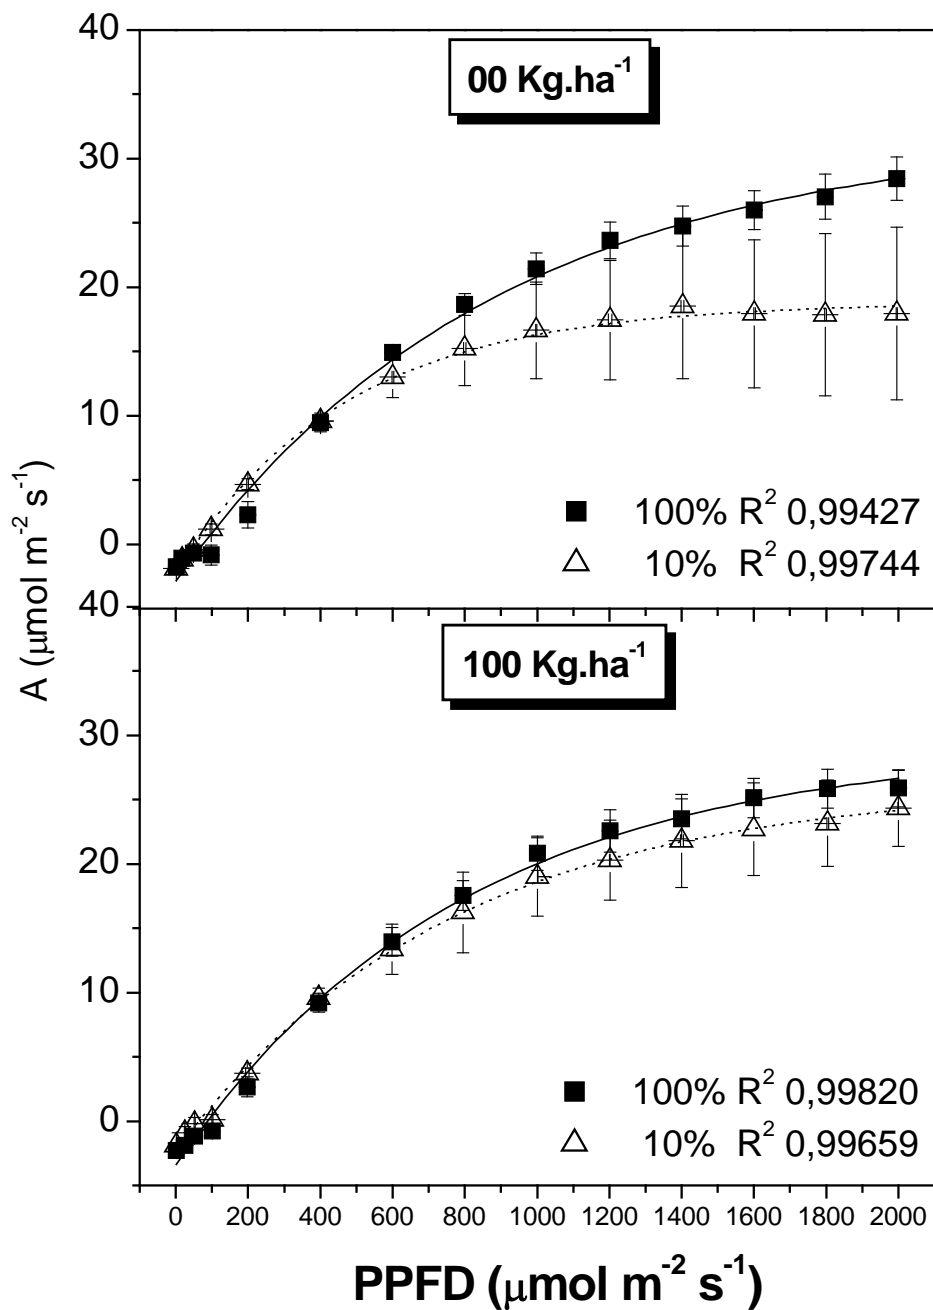 40
00 Kg.ha⁻¹
30
20
10
0
100% R² 0,99427
10% R² 0,99744
A (μmol m⁻² s⁻¹)
40
100 Kg.ha⁻¹
30
20
10
0
100% R² 0,99820
10% R² 0,99659
0 200 400 600 800 1000 1200 1400 1600 1800 2000
PPFD (μmol m⁻² s⁻¹)